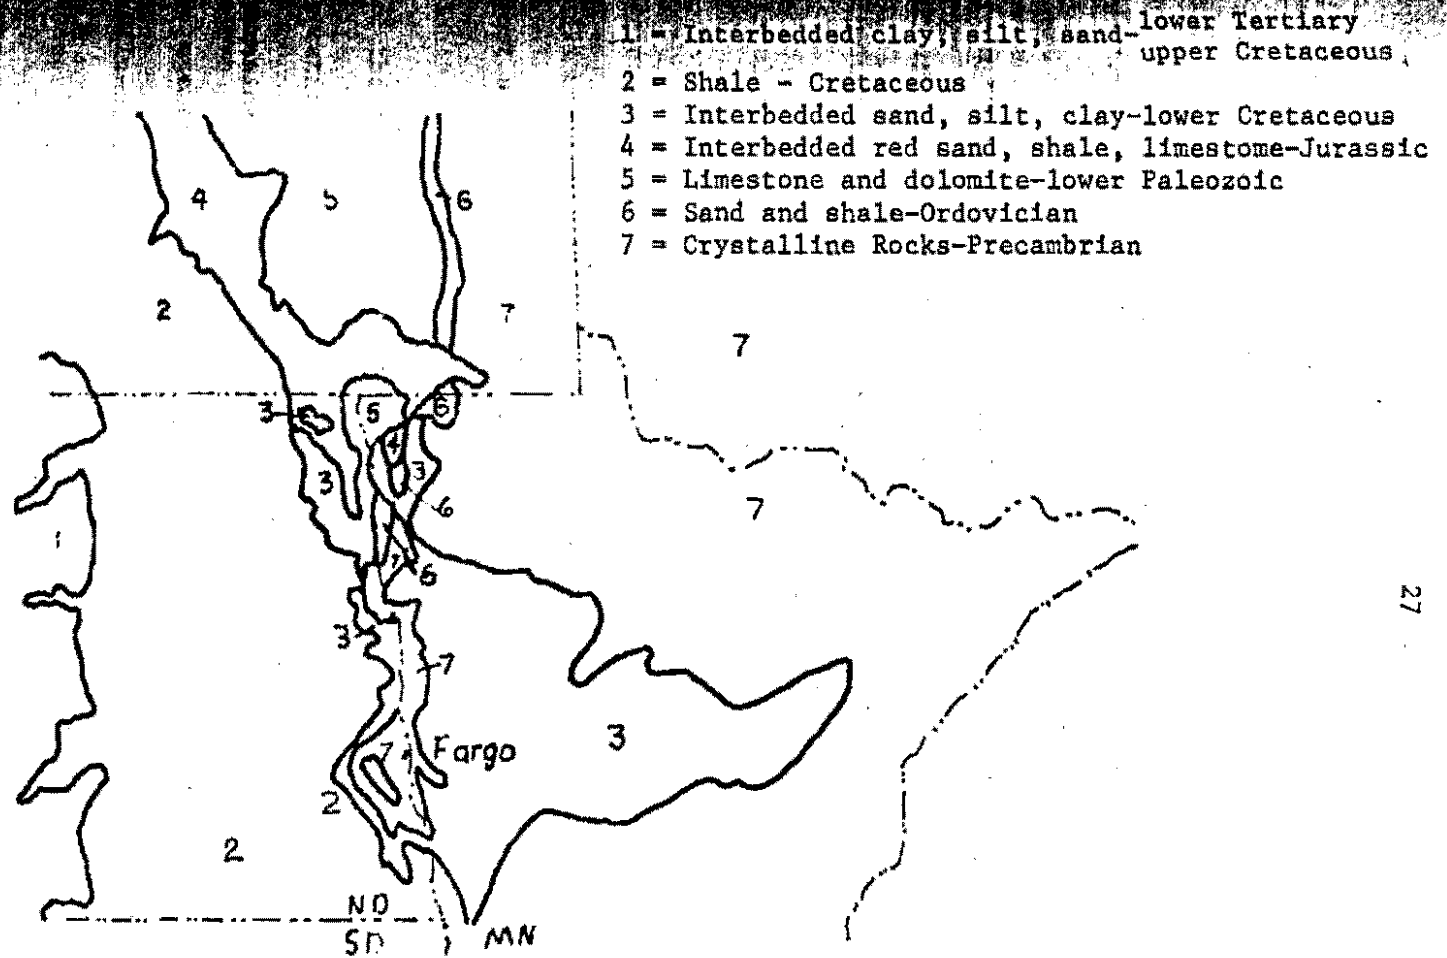 1 = Interbedded clay, silt, sand-lower Tertiary
upper Cretaceous
2 = Shale - Cretaceous
3 = Interbedded sand, silt, clay-lower Cretaceous
4 = Interbedded red sand, shale, limestome-Jurassic
5 = Limestone and dolomite-lower Paleozoic
6 = Sand and shale-Ordovician
7 = Crystalline Rocks-Precambrian
4
5
6
2
7
7
3
5
6
4
3
3
6
7
1
7
6
27
3
7
3
7
Fargo
2
2
ND
SD
MN